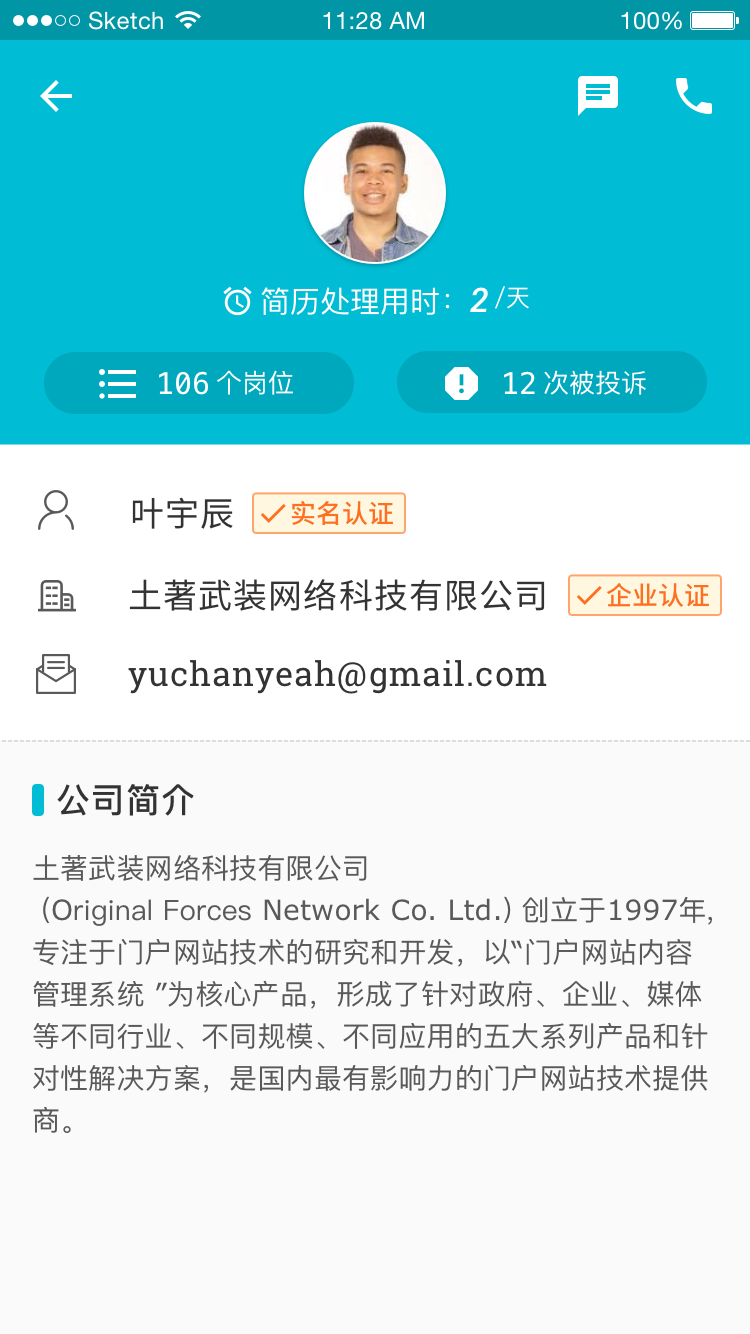 Sketch 11:28 AM 100%
简历处理用时：2/天
106个岗位 12次被投诉
叶宇辰 实名认证
土著武装网络科技有限公司 企业认证
yuchanyeah@gmail.com
公司简介
土著武装网络科技有限公司
（Original Forces Network Co. Ltd.) 创立于1997年,
专注于门户网站技术的研究和开发，以“门户网站内容
管理系统 ”为核心产品，形成了针对政府、企业、媒体
等不同行业、不同规模、不同应用的五大系列产品和针
对性解决方案，是国内最有影响力的门户网站技术提供
商。